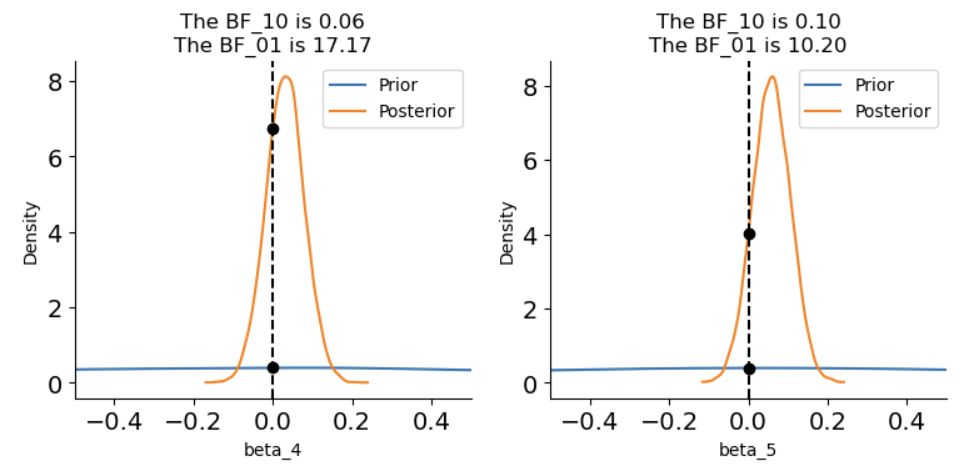 The BF_10 is 0.06
The BF_01 is 17.17
Prior
Posterior
8
6
4
2
0
Density
−0.4
−0.2
0.0
0.2
0.4
beta_4
The BF_10 is 0.10
The BF_01 is 10.20
Prior
Posterior
8
6
4
2
0
Density
−0.4
−0.2
0.0
0.2
0.4
beta_5